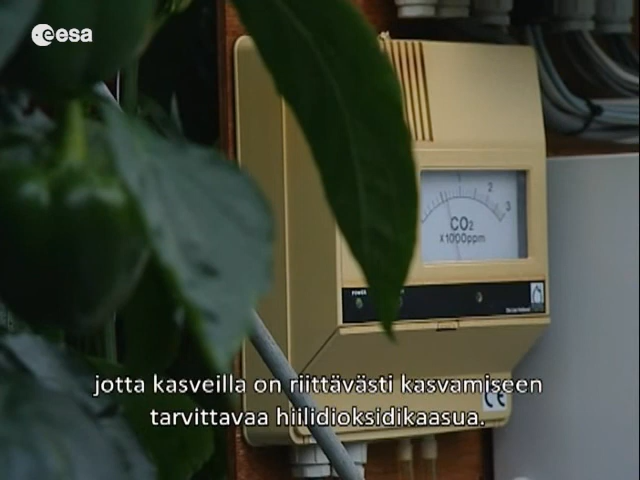 esa
2
3
CO2
x1000ppm
POWER
CE
jotta kasveilla on riittävästi kasvamiseen
tarvittavaa hiilidioksidikaasua.